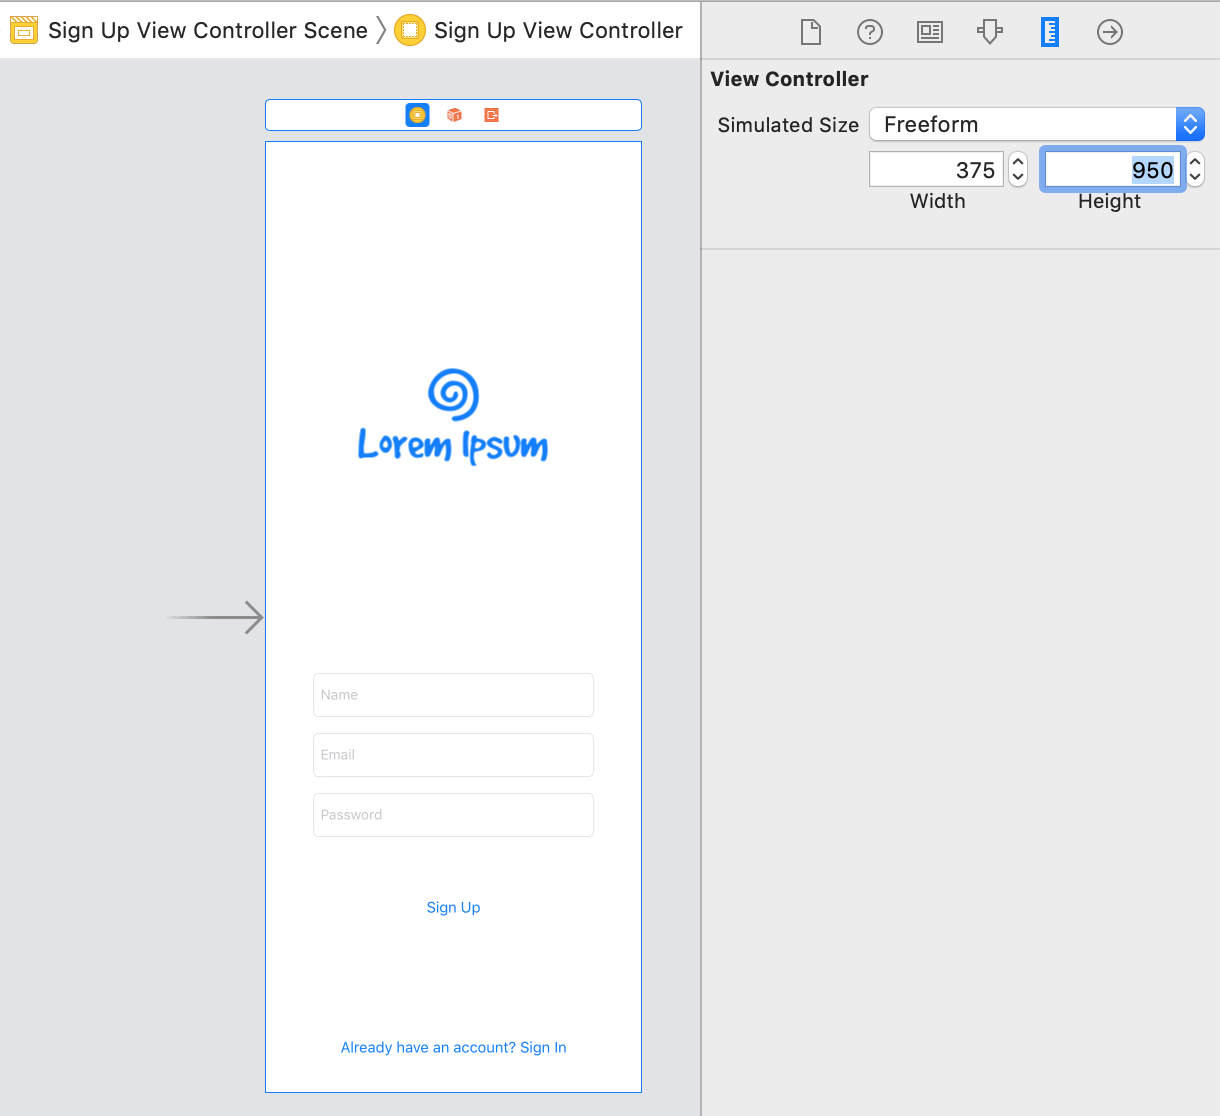 Sign Up View Controller Scene
Sign Up View Controller
View Controller
Simulated Size
Freeform
375
950
Width
Height
Lorem Ipsum
Name
Email
Password
Sign Up
Already have an account? Sign In